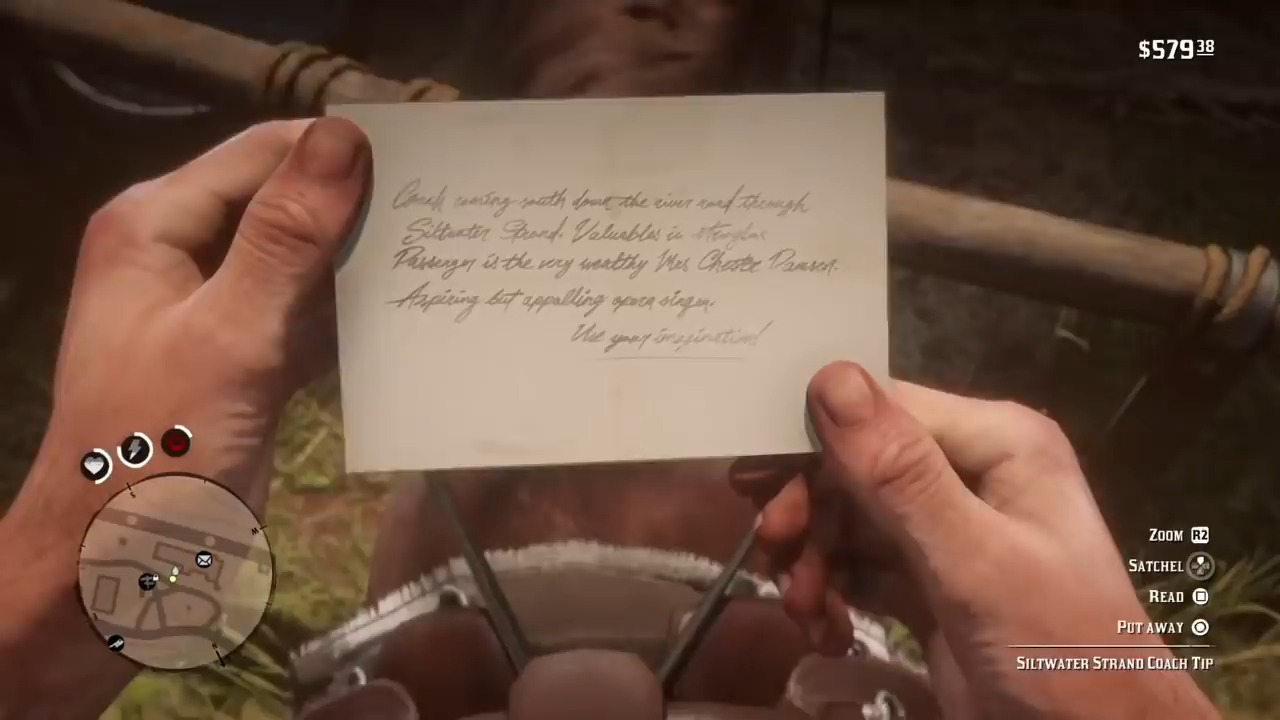 $579 38
Coach coming south down the river road through
Siltwater Strand. Valuables in strongbox
Passenger is the very wealthy Mrs Damsen.
Aspiring but appalling opera singer.
Use your imagination!
ZOOM R2
SATCHEL
READ
PUT AWAY
SILTWATER STRAND COACH TIP